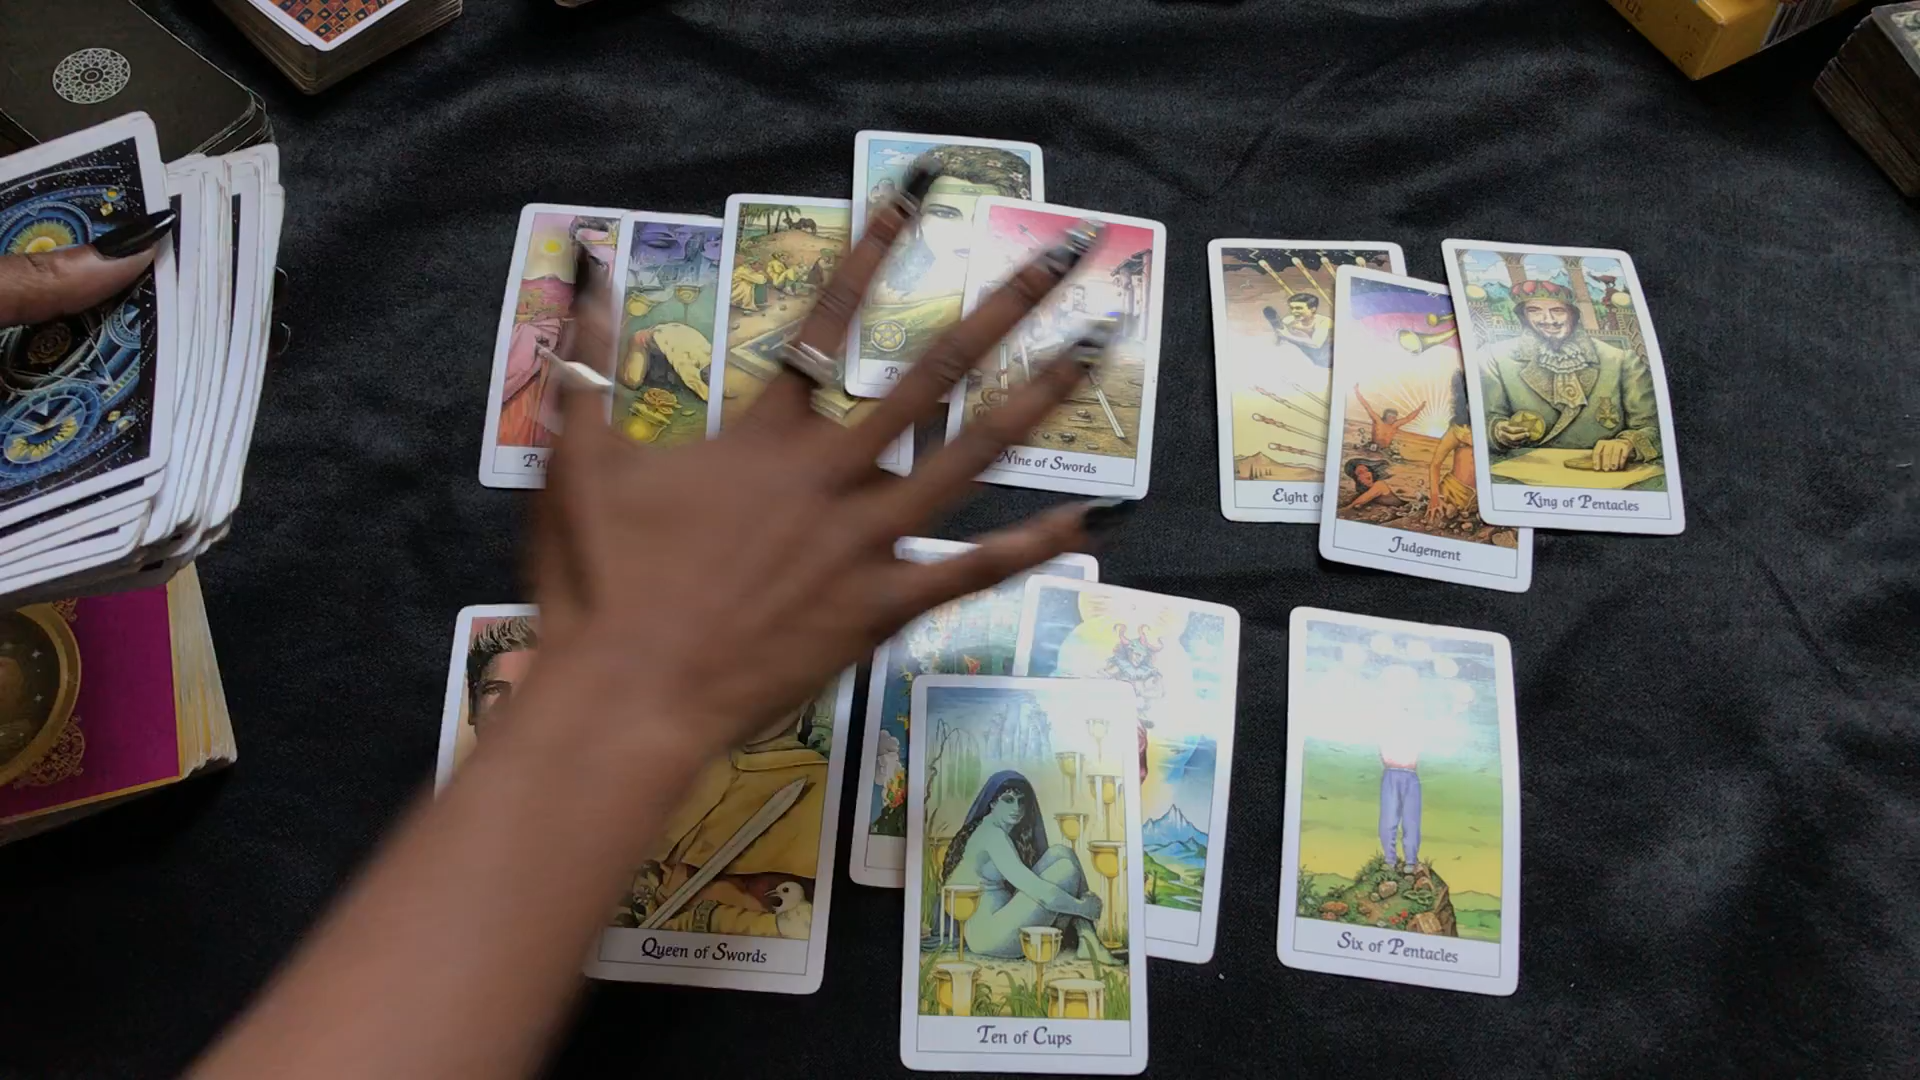 Nine of Swords
Eight of
Judgement
King of Pentacles
Queen of Swords
Ten of Cups
Six of Pentacles